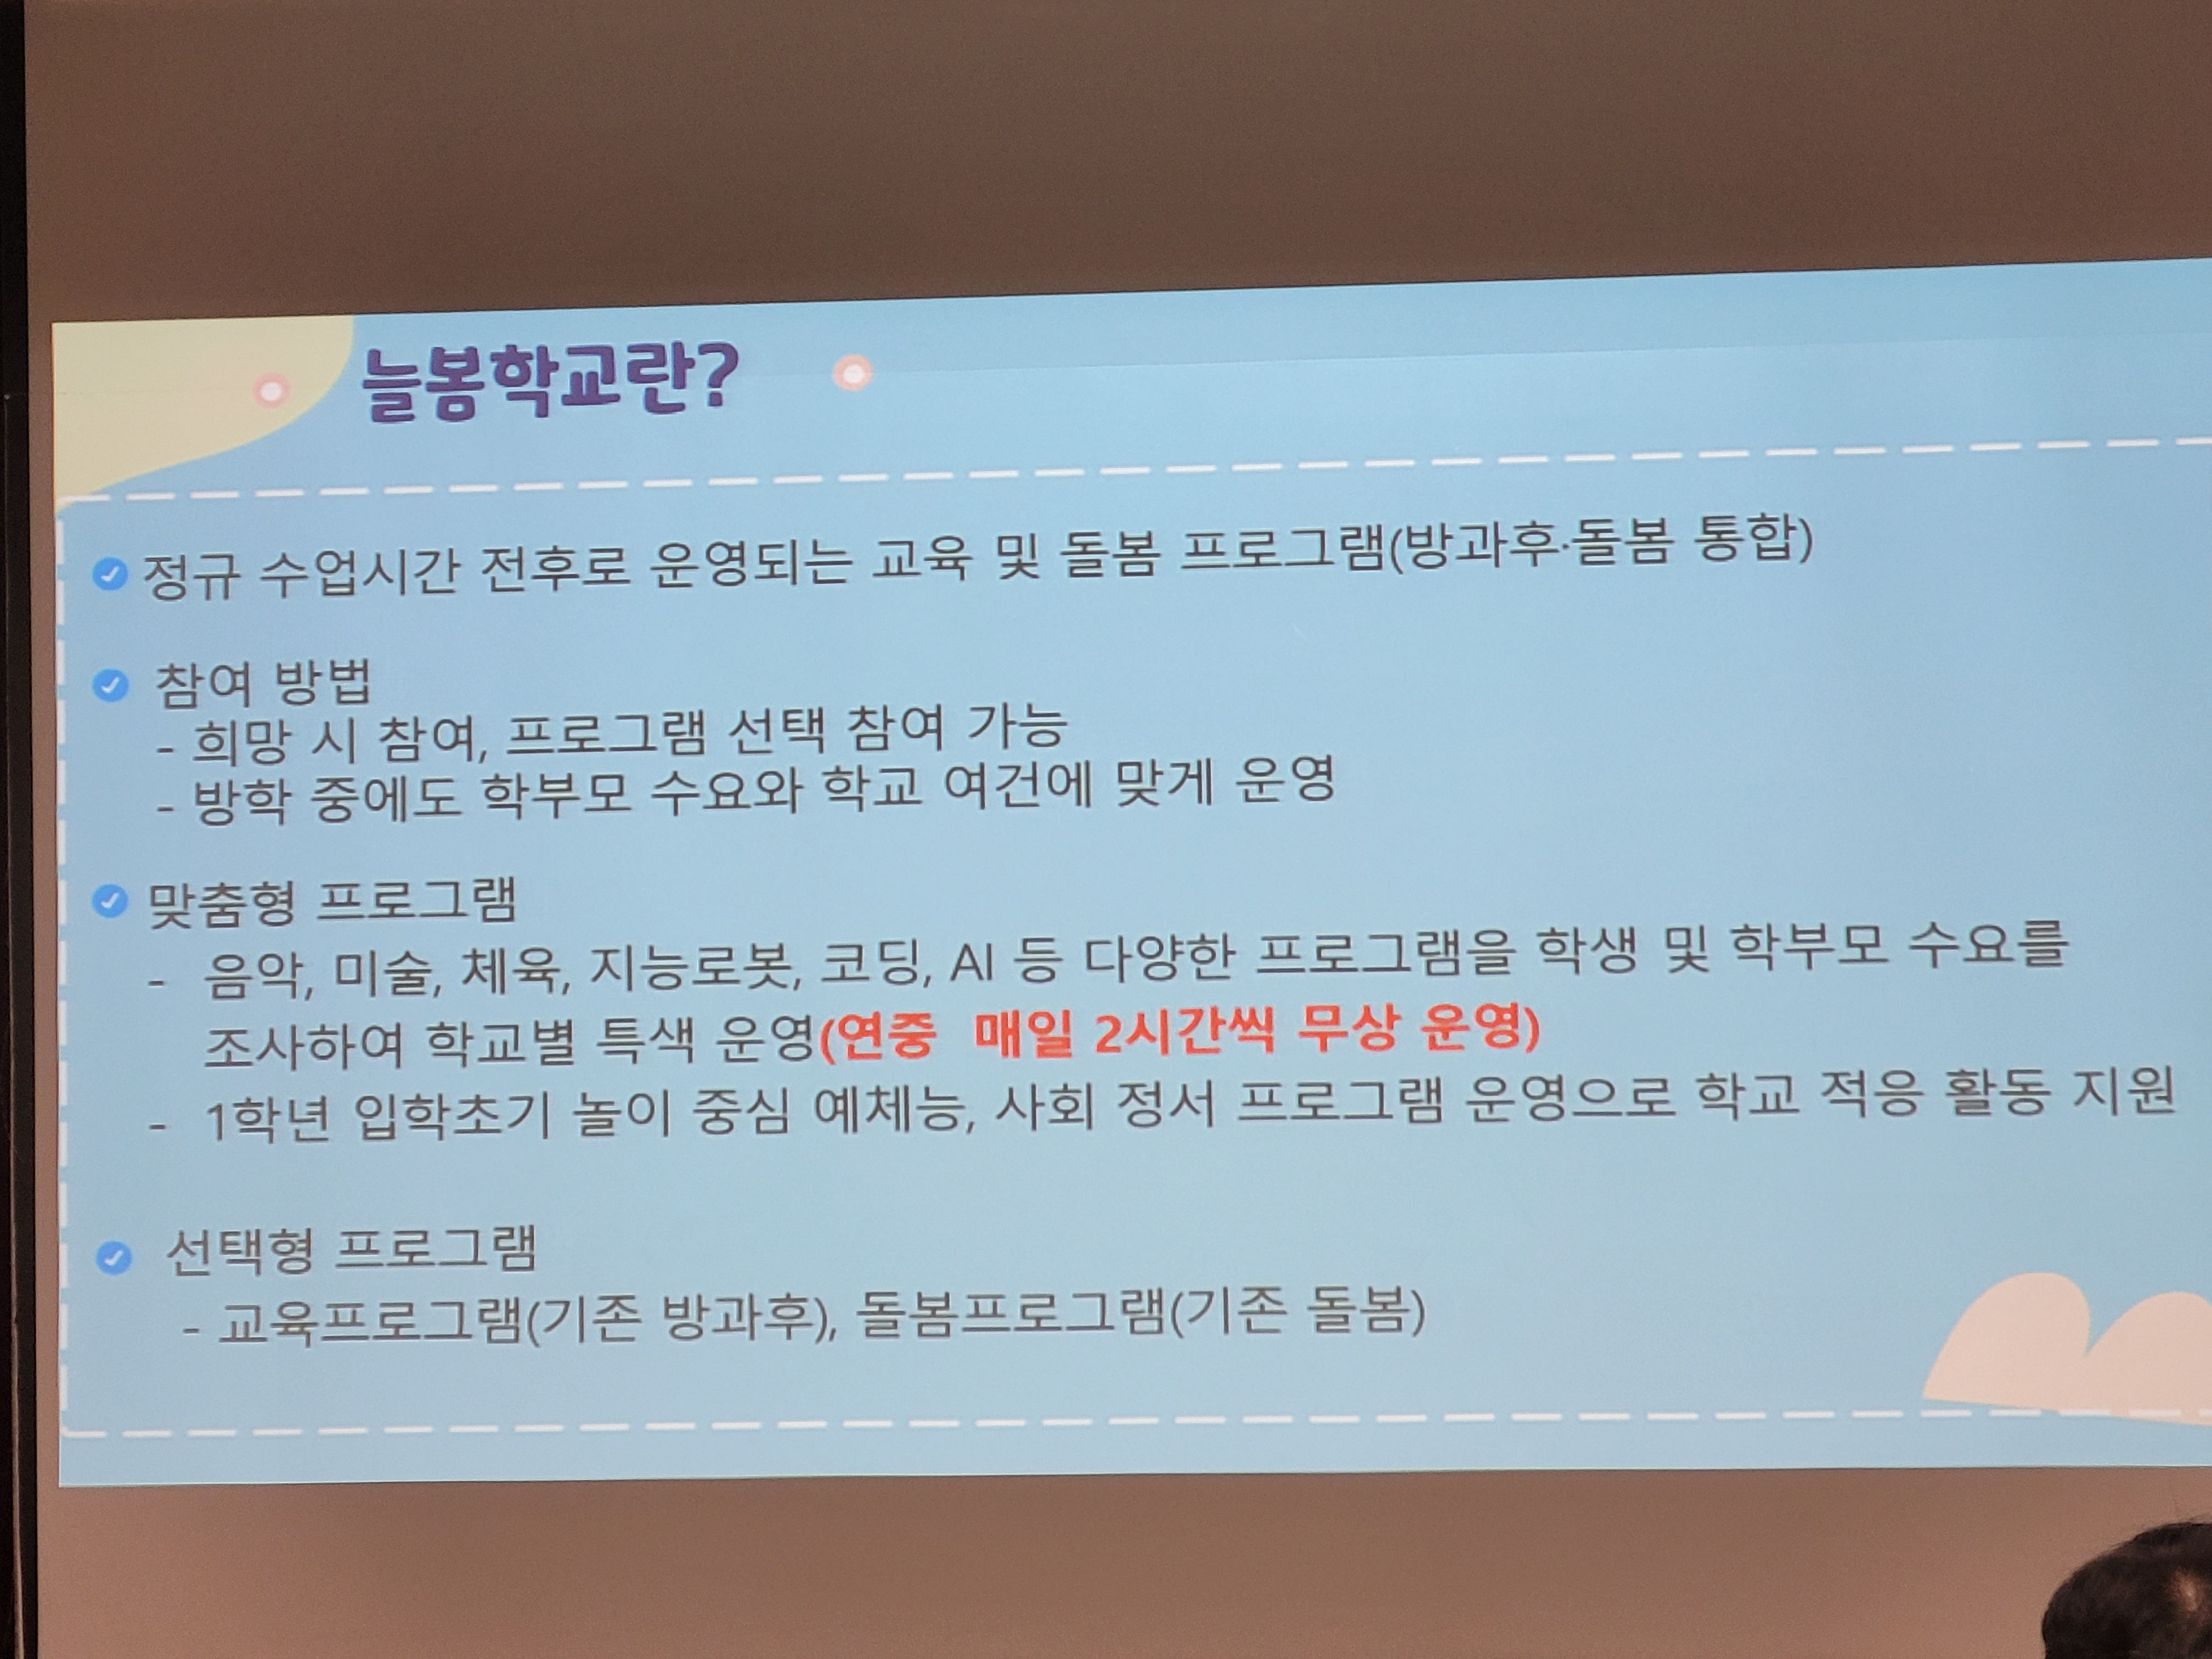 늘봄학교란?
정규 수업시간 전후로 운영되는 교육 및 돌봄 프로그램(방과후·돌봄 통합)
참여 방법
- 희망 시 참여, 프로그램 선택 참여 가능
- 방학 중에도 학부모 수요와 학교 여건에 맞게 운영
맞춤형 프로그램
- 음악, 미술, 체육, 지능로봇, 코딩, AI 등 다양한 프로그램을 학생 및 학부모 수요를
조사하여 학교별 특색 운영(연중 매일 2시간씩 무상 운영)
- 1학년 입학초기 놀이 중심 예체능, 사회 정서 프로그램 운영으로 학교 적응 활동 지원
선택형 프로그램
- 교육프로그램(기존 방과후), 돌봄프로그램(기존 돌봄)